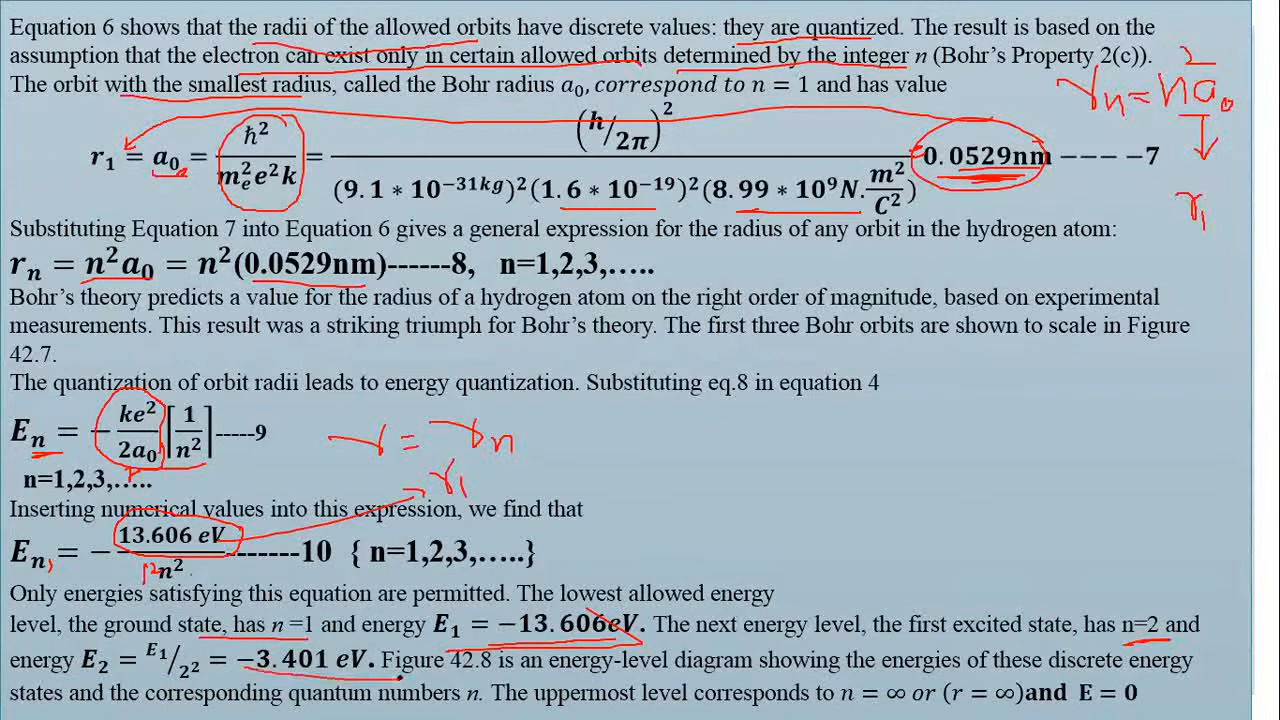 Equation 6 shows that the radii of the allowed orbits have discrete values: they are quantized. The result is based on the
assumption that the electron can exist only in certain allowed orbits determined by the integer n (Bohr's Property 2(c)).
The orbit with the smallest radius, called the Bohr radius a₀, correspond to n = 1 and has value
rₙ = n²a₀
r₁
r₁ = a₀ = ℏ² / (mₑ²e²k) = (h/2π)² / ((9.1 * 10⁻³¹ᵏᵍ)²(1.6 * 10⁻¹⁹)²(8.99 * 10⁹N.m²/C²)) = 0.0529nm −−−− −7
Substituting Equation 7 into Equation 6 gives a general expression for the radius of any orbit in the hydrogen atom:
rₙ = n²a₀ = n²(0.0529nm)------8, n=1,2,3,…..
Bohr's theory predicts a value for the radius of a hydrogen atom on the right order of magnitude, based on experimental
measurements. This result was a striking triumph for Bohr's theory. The first three Bohr orbits are shown to scale in Figure
42.7.
The quantization of orbit radii leads to energy quantization. Substituting eq.8 in equation 4
Eₙ = − ke²/2a₀ [1/n²] -----9
r = rₙ
n=1,2,3,…..
r₁
Inserting numerical values into this expression, we find that
Eₙ = − 13.606 eV/n² --------10 { n=1,2,3,…..}
1²
Only energies satisfying this equation are permitted. The lowest allowed energy
level, the ground state, has n =1 and energy E₁ = −13.606eV. The next energy level, the first excited state, has n=2 and
energy E₂ = E₁/2² = −3.401 eV. Figure 42.8 is an energy-level diagram showing the energies of these discrete energy
states and the corresponding quantum numbers n. The uppermost level corresponds to n = ∞ or (r = ∞)and E = 0